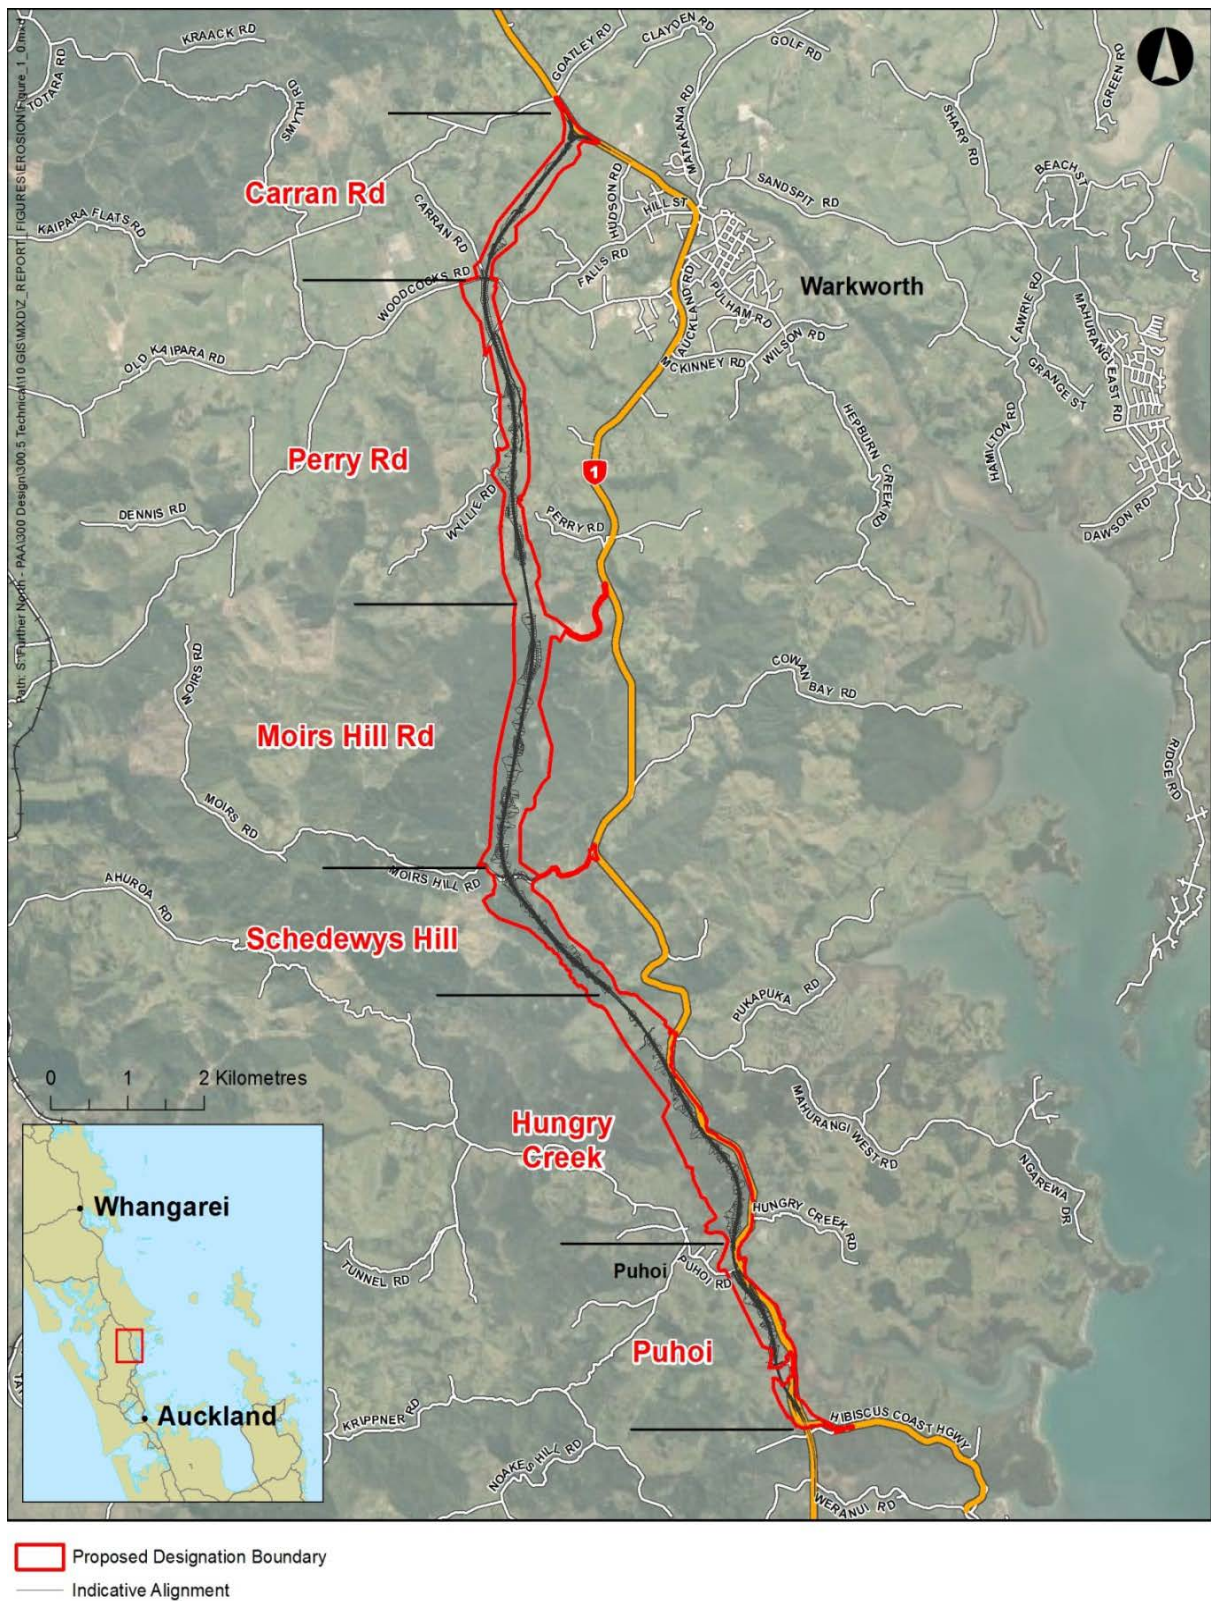 KRAACK RD
GOATLEY RD
CLAYDEN RD
GOLF RD
GREEN RD
TOTARA RD
SMYTH RD
MATAKANA RD
SHARP RD
Carran Rd
CARRAN RD
HUDSON RD
HILL ST
SANDSPIT RD
BEACH ST
KAIPARA FLATS RD
WOODCOCKS RD
FALLS RD
Warkworth
AUCKLAND RD
PULHAM RD
WILSON RD
MCKINNEY RD
LAWRIE RD
MAHURANGI EAST RD
GRANGE ST
HAMILTON RD
OLD KAIPARA RD
HEPBURN CREEK RD
Perry Rd
1
DENNIS RD
WYLLIE RD
PERRY RD
DAWSON RD
MOIRS RD
COWAN BAY RD
Moirs Hill Rd
RIDGE RD
MOIRS RD
MOIRS HILL RD
AHUROA RD
Schedewys Hill
PUKAPUKA RD
0 1 2 Kilometres
MAHURANGI WEST RD
Hungry
Creek
NGAREWA DR
HUNGRY CREEK RD
Whangarei
TUNNEL RD
Puhoi
PUHOI RD
Puhoi
Auckland
KRIPPNER RD
HIBISCUS COAST HGWY
NOAKES HILL RD
WERANUI RD
Proposed Designation Boundary
Indicative Alignment